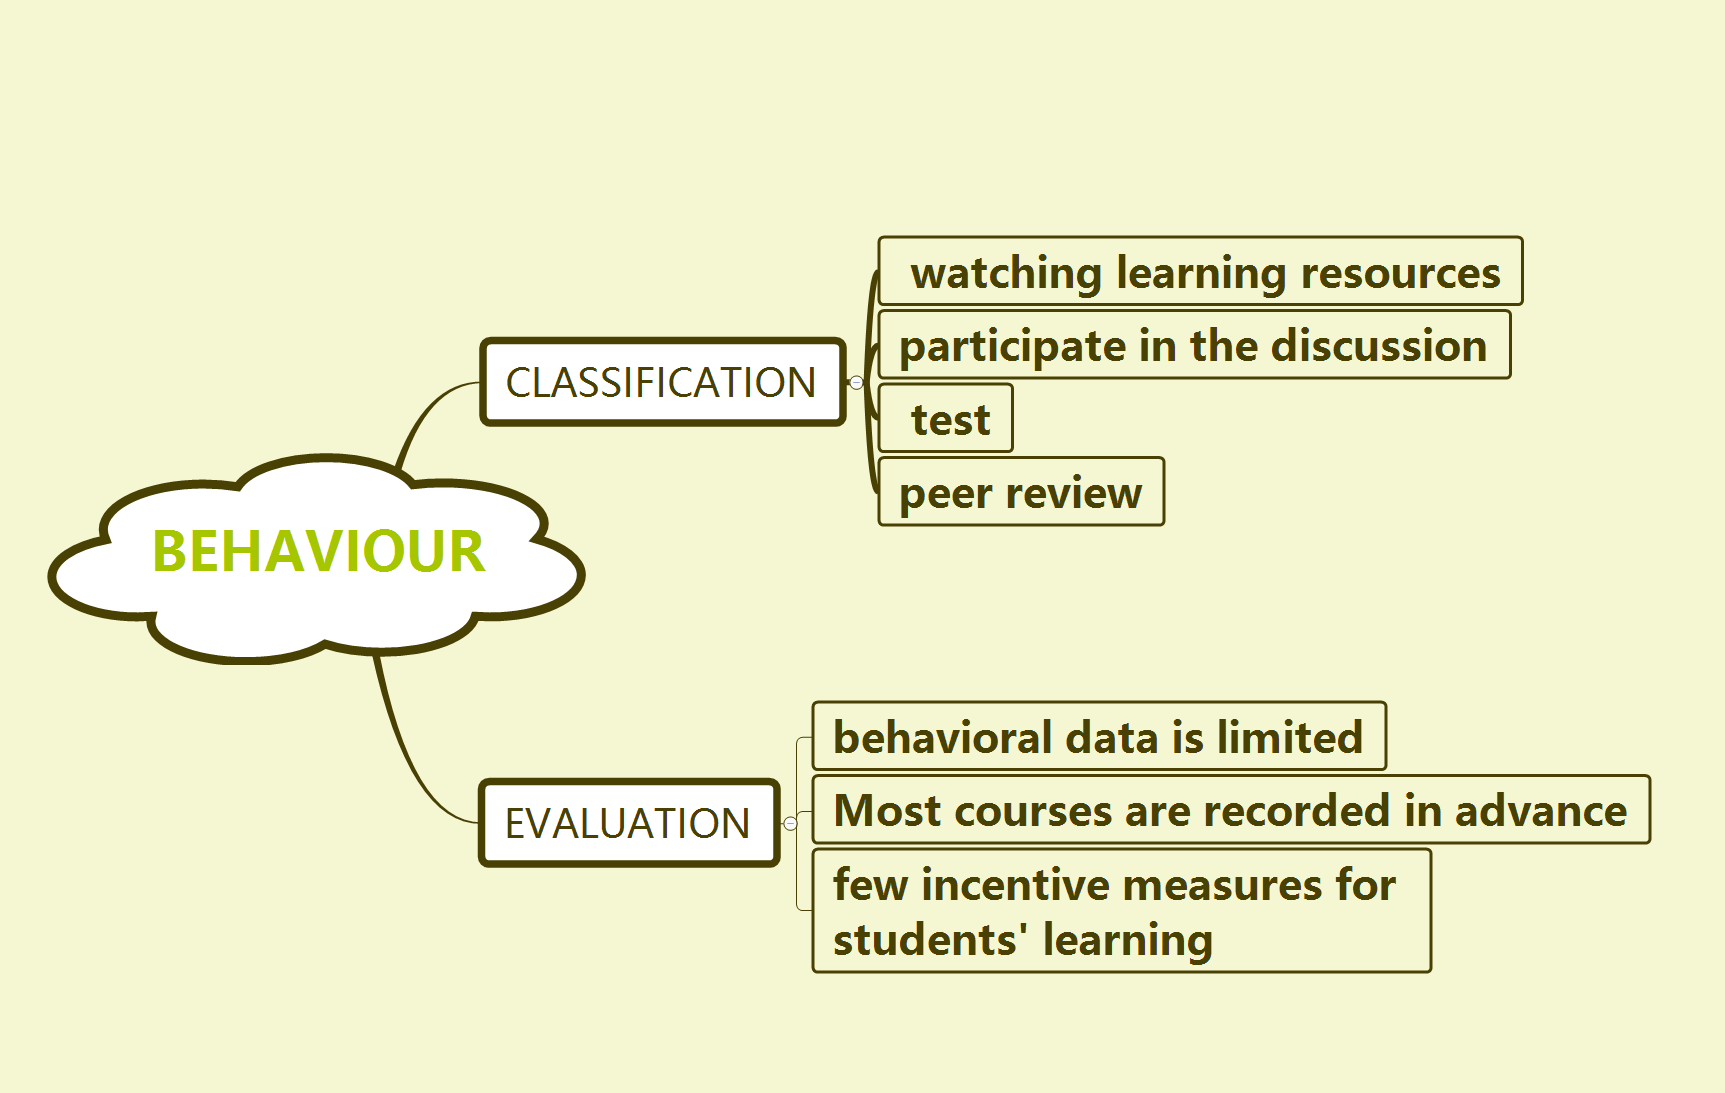 BEHAVIOUR
CLASSIFICATION
watching learning resources
participate in the discussion
test
peer review
EVALUATION
behavioral data is limited
Most courses are recorded in advance
few incentive measures for
students' learning